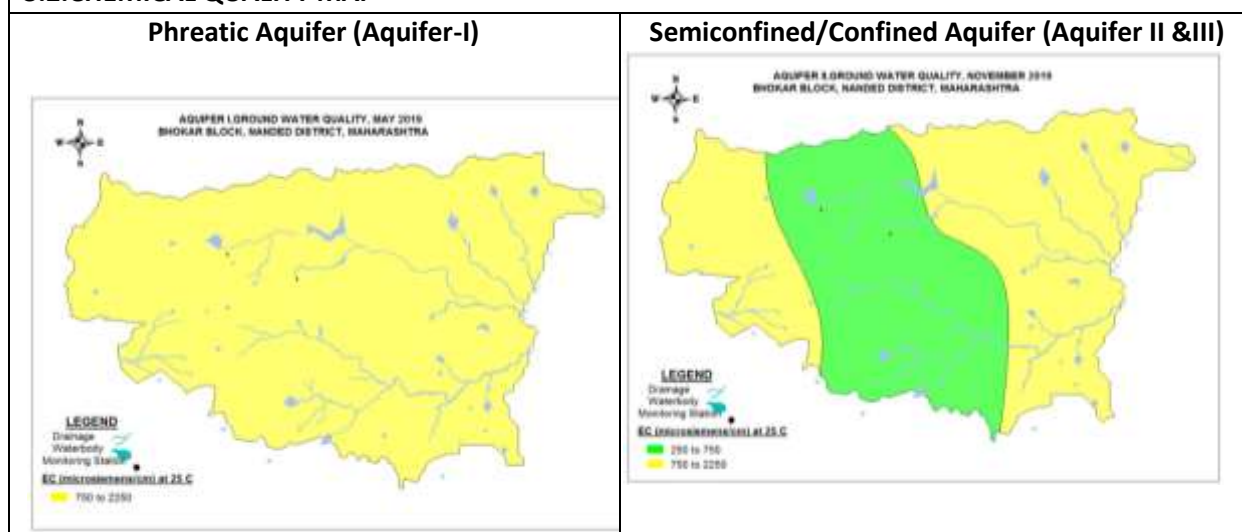 Phreatic Aquifer (Aquifer-I)
AQUIFER I,GROUND WATER QUALITY, MAY 2019
BHOKAR BLOCK, NANDED DISTRICT, MAHARASHTRA
N
W E
S
LEGEND
Drainage
Waterbody
Monitoring Station
EC (microsiemens/cm) at 25 C
750 to 2250
Semiconfined/Confined Aquifer (Aquifer II &III)
AQUIFER II,GROUND WATER QUALITY, NOVEMBER 2019
BHOKAR BLOCK, NANDED DISTRICT, MAHARASHTRA
N
W E
S
LEGEND
Drainage
Waterbody
Monitoring Station
EC (microsiemens/cm) at 25 C
250 to 750
750 to 2250